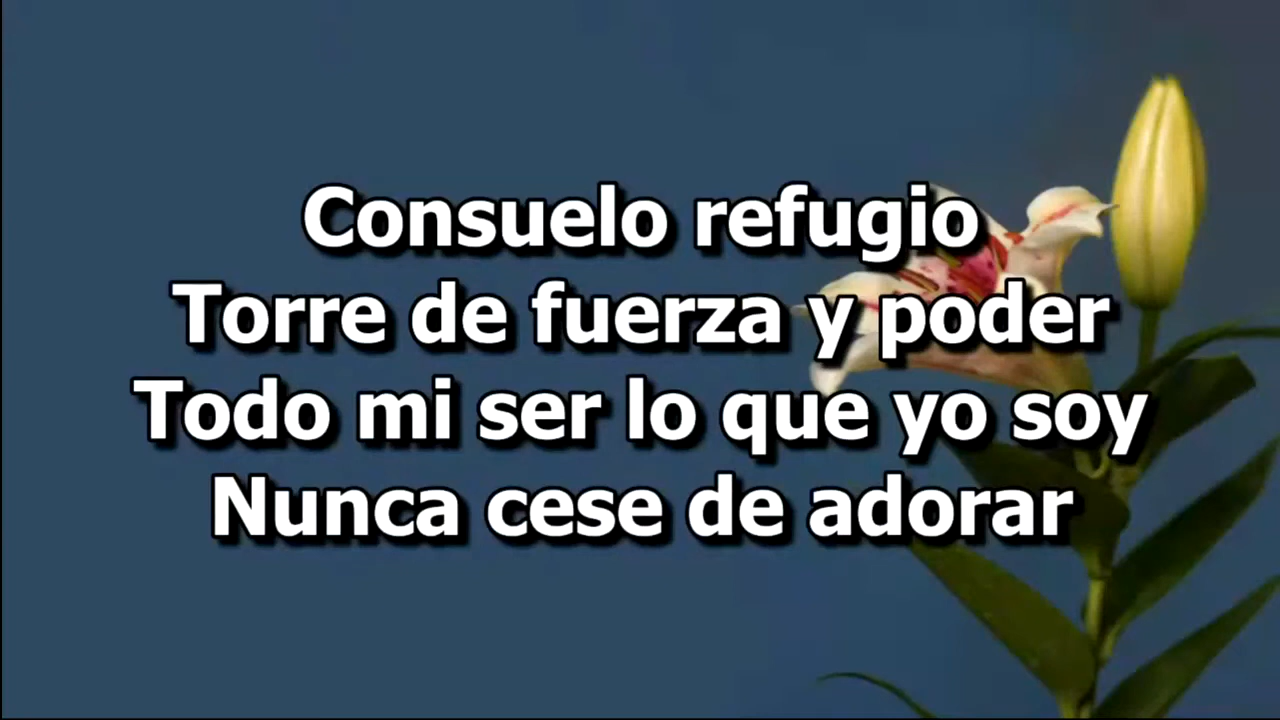 Consuelo refugio
Torre de fuerza y poder
Todo mi ser lo que yo soy
Nunca cese de adorar